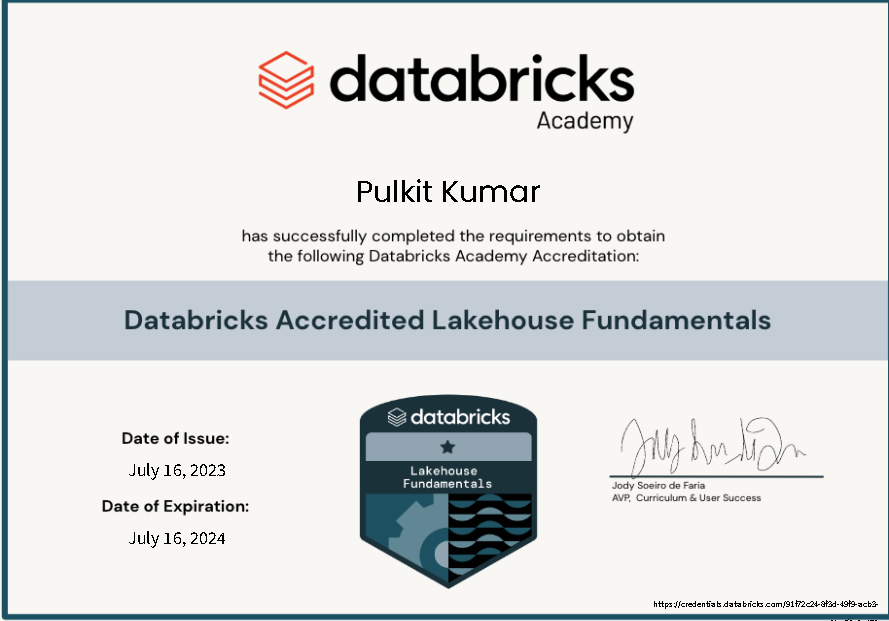 databricks
Academy
Pulkit Kumar
has successfully completed the requirements to obtain
the following Databricks Academy Accreditation:
Databricks Accredited Lakehouse Fundamentals
Date of Issue:
July 16, 2023
Date of Expiration:
July 16, 2024
databricks
Lakehouse
Fundamentals
Jody Soeiro de Faria
AVP, Curriculum & User Success
https://credentials.databricks.com/91f72c24-8f3d-49f9-acb3-